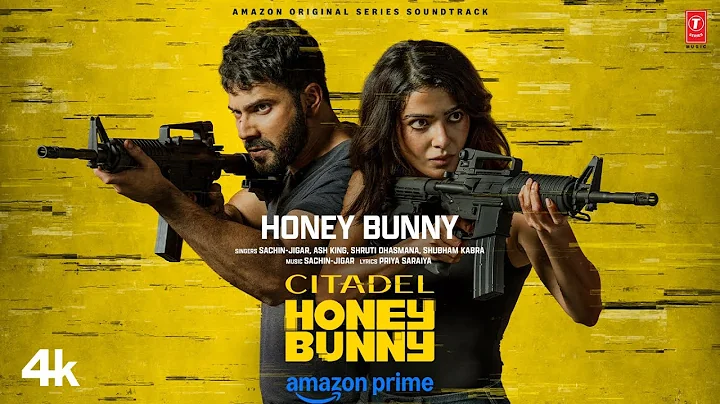 AMAZON ORIGINAL SERIES SOUNDTRACK
T
T-SERIES
MUSIC
HONEY BUNNY
SINGERS SACHIN-JIGAR, ASH KING, SHRUTI DHASMANA, SHUBHAM KABRA
MUSIC SACHIN-JIGAR LYRICS PRIYA SARAIYA
CITADEL
HONEY
BUNNY
4k
amazon prime